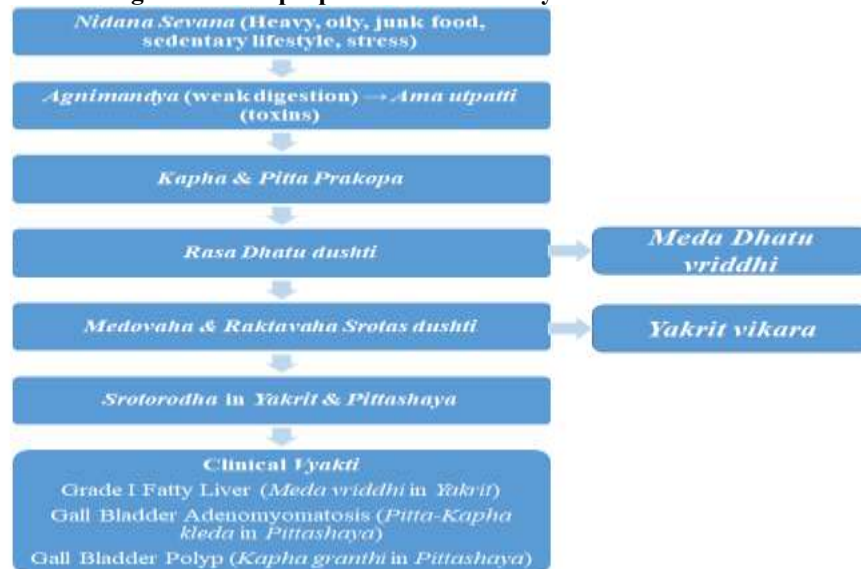 Nidana Sevana (Heavy, oily, junk food,
sedentary lifestyle, stress)
Agnimandya (weak digestion) → Ama utpatti
(toxins)
Kapha & Pitta Prakopa
Rasa Dhatu dushti
Meda Dhatu
vriddhi
Medovaha & Raktavaha Srotas dushti
Yakrit vikara
Srotorodha in Yakrit & Pittashaya
Clinical Vyakti
Grade I Fatty Liver (Meda vriddhi in Yakrit)
Gall Bladder Adenomyomatosis (Pitta-Kapha
kleda in Pittashaya)
Gall Bladder Polyp (Kapha granthi in Pittashaya)